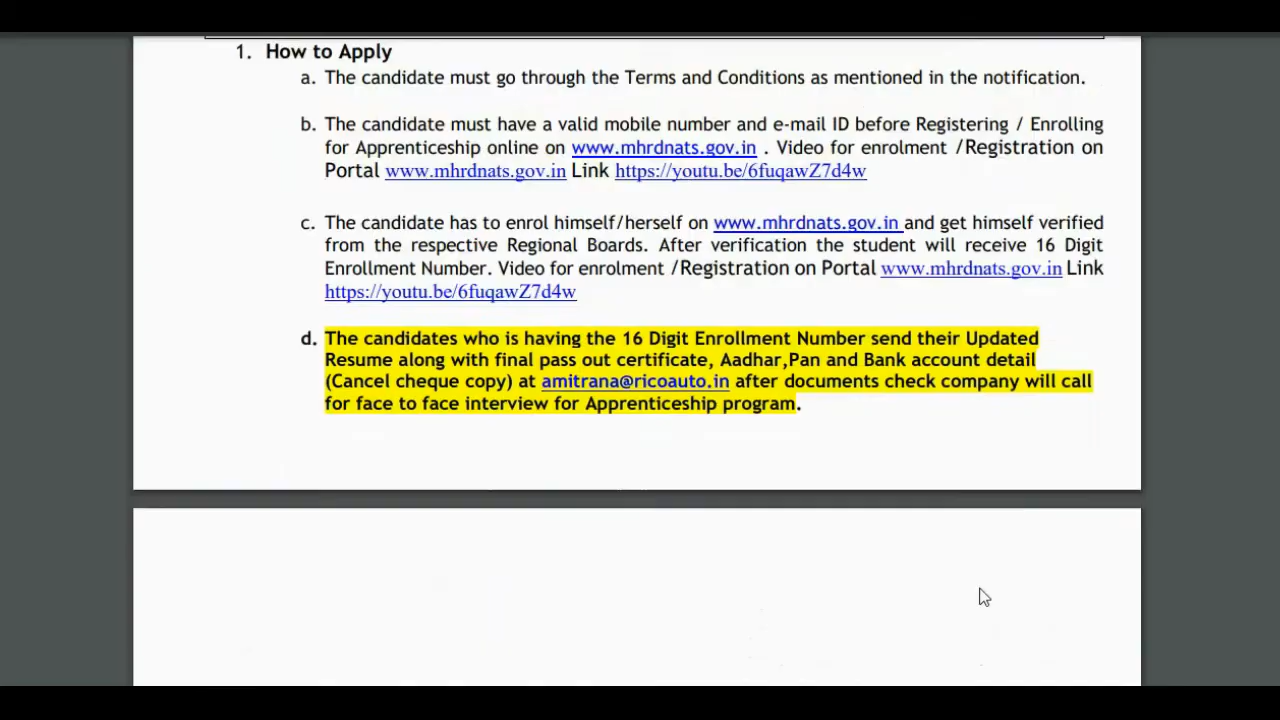 1. How to Apply
a. The candidate must go through the Terms and Conditions as mentioned in the notification.
b. The candidate must have a valid mobile number and e-mail ID before Registering / Enrolling
for Apprenticeship online on www.mhrdnats.gov.in . Video for enrolment /Registration on
Portal www.mhrdnats.gov.in Link https://youtu.be/6fuqawZ7d4w
c. The candidate has to enrol himself/herself on www.mhrdnats.gov.in and get himself verified
from the respective Regional Boards. After verification the student will receive 16 Digit
Enrollment Number. Video for enrolment /Registration on Portal www.mhrdnats.gov.in Link
https://youtu.be/6fuqawZ7d4w
d. The candidates who is having the 16 Digit Enrollment Number send their Updated
Resume along with final pass out certificate, Aadhar,Pan and Bank account detail
(Cancel cheque copy) at amitrana@ricoauto.in after documents check company will call
for face to face interview for Apprenticeship program.